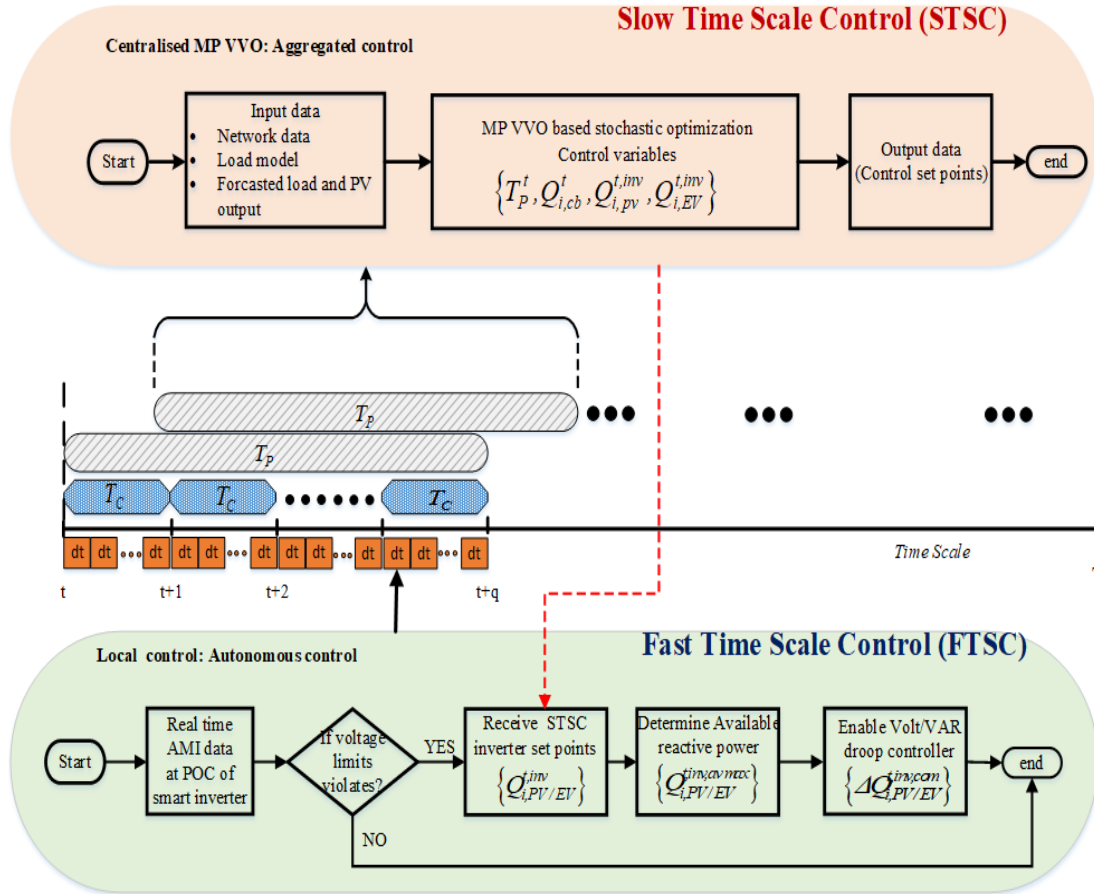 Slow Time Scale Control (STSC)
Centralised MP VVO: Aggregated control
Start
Input data
• Network data
• Load model
• Forcasted load and PV
output
MP VVO based stochastic optimization
Control variables
{T_P^t, Q_{i,cb}^t, Q_{i,pv}^{t,inv}, Q_{i,EV}^{t,inv}}
Output data
(Control set points)
end
T_P
T_P
T_C T_C T_C
dt dt dt dt dt dt dt dt dt dt dt dt
Time Scale
t t+1 t+2 t+q
Fast Time Scale Control (FTSC)
Local control: Autonomous control
Start
Real time
AMI data
at POC of
smart inverter
If voltage
limits
violates?
YES
NO
Receive STSC
inverter set points
{Q_{i,PV/EV}^{t,inv}}
Determine Available
reactive power
{Q_{i,PV/EV}^{t,inv,av max}}
Enable Volt/VAR
droop controller
{ΔQ_{i,PV/EV}^{t,inv,com}}
end